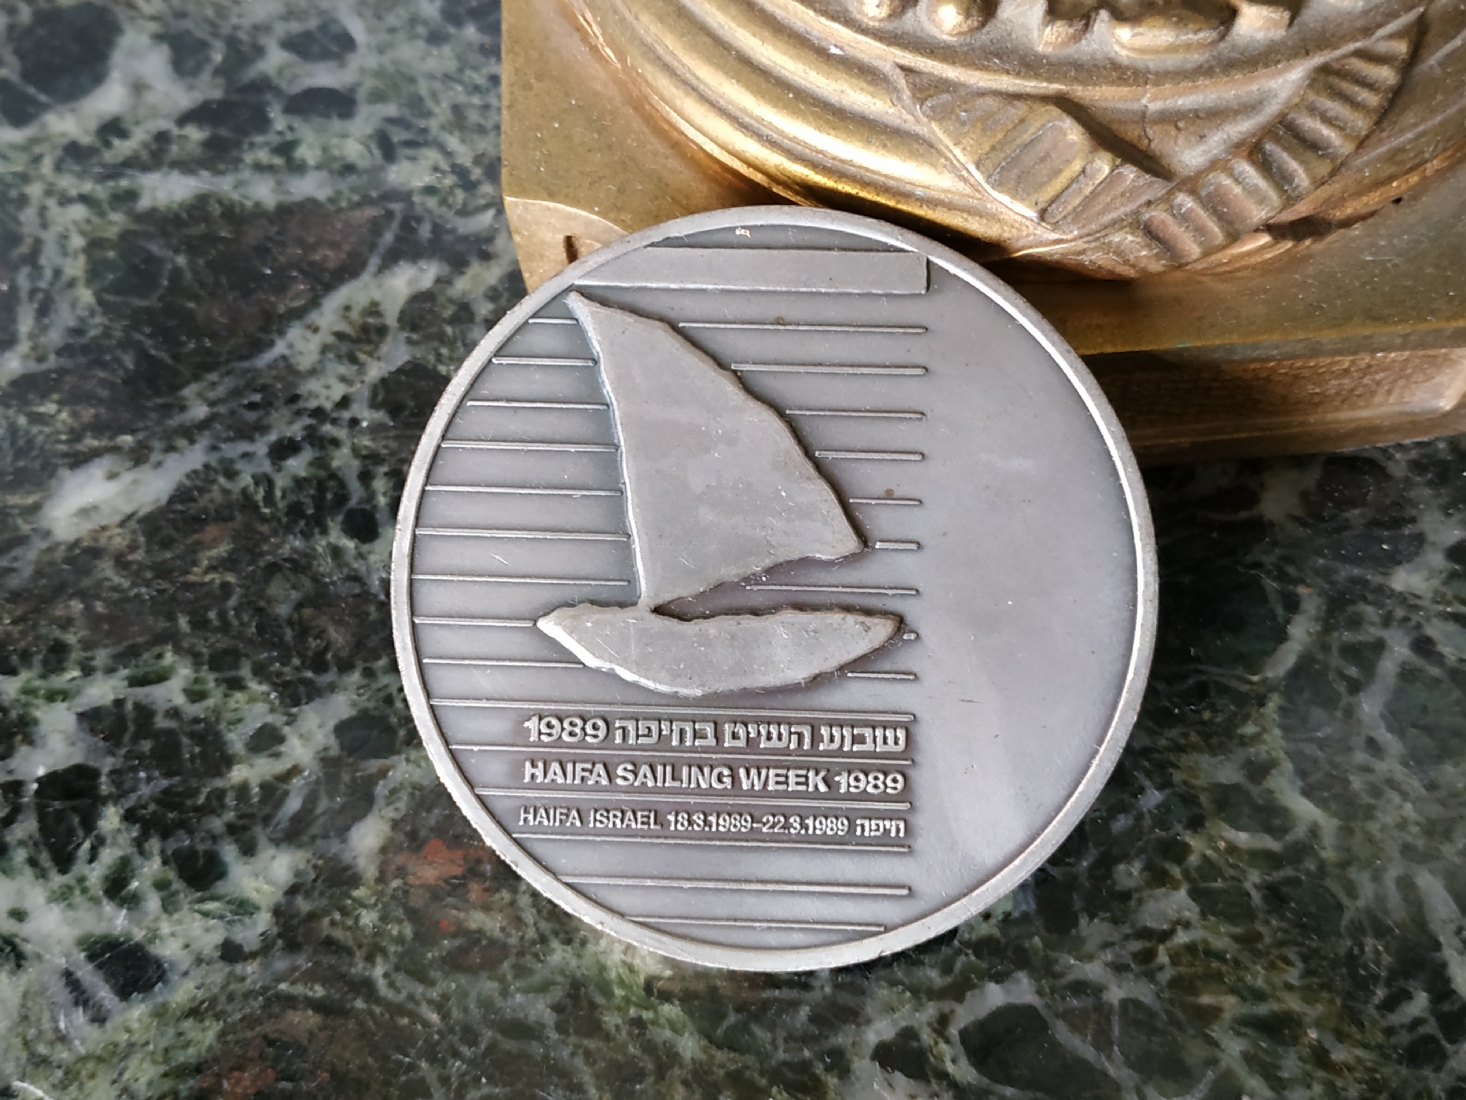 שבוע השיט בחיפה 1989
HAIFA SAILING WEEK 1989
HAIFA ISRAEL 18.3.1989-22.3.1989 חיפה